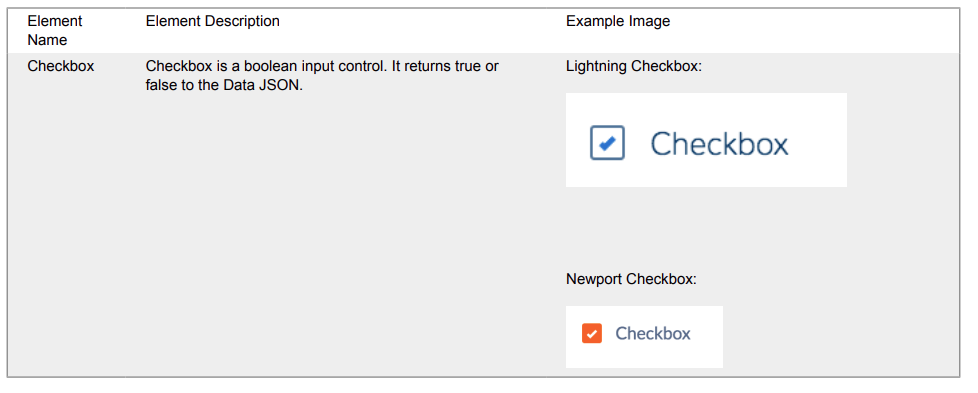 Element Name
Element Description
Example Image
Checkbox
Checkbox is a boolean input control. It returns true or
false to the Data JSON.
Lightning Checkbox:
Checkbox
Newport Checkbox:
Checkbox